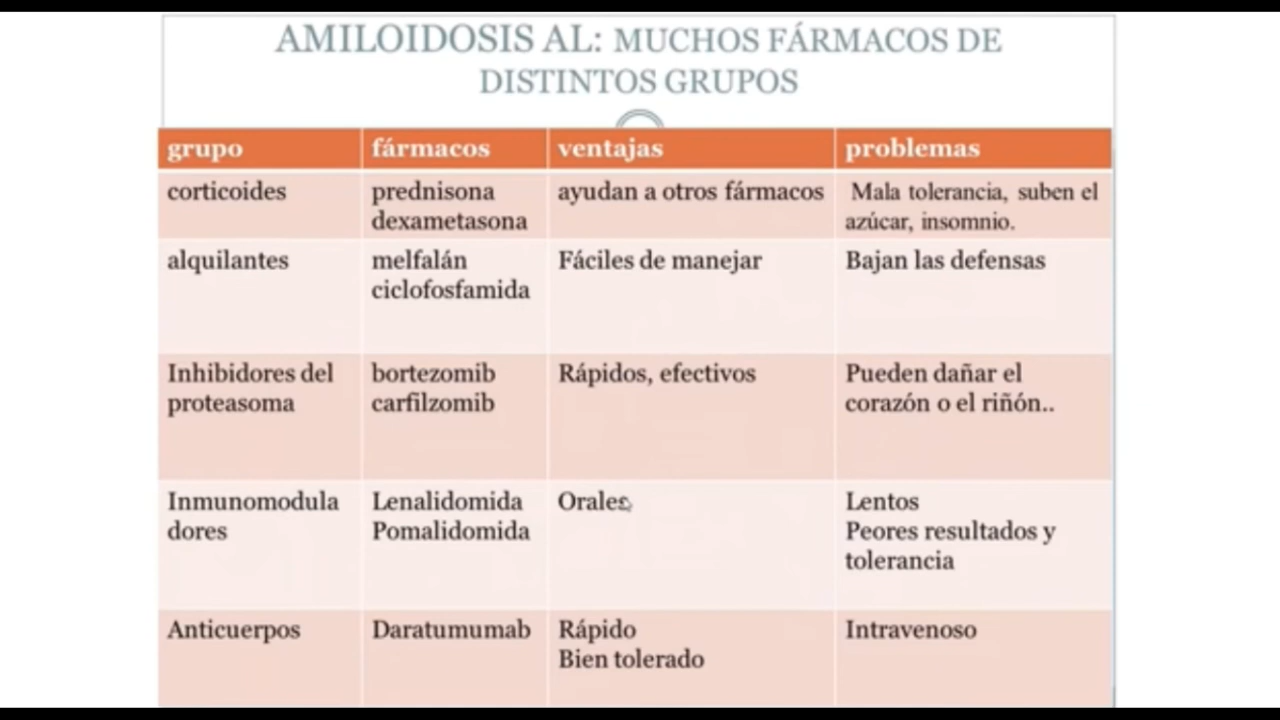 AMILOIDOSIS AL: MUCHOS FÁRMACOS DE
DISTINTOS GRUPOS
grupo fármacos ventajas problemas
corticoides prednisona ayudan a otros fármacos Mala tolerancia, suben el
dexametasona azúcar, insomnio.
alquilantes melfalán Fáciles de manejar Bajan las defensas
ciclofosfamida
Inhibidores del bortezomib Rápidos, efectivos Pueden dañar el
proteasoma carfilzomib corazón o el riñón..
Inmunomodula Lenalidomida Orales Lentos
dores Pomalidomida Peores resultados y
tolerancia
Anticuerpos Daratumumab Rápido Intravenoso
Bien tolerado